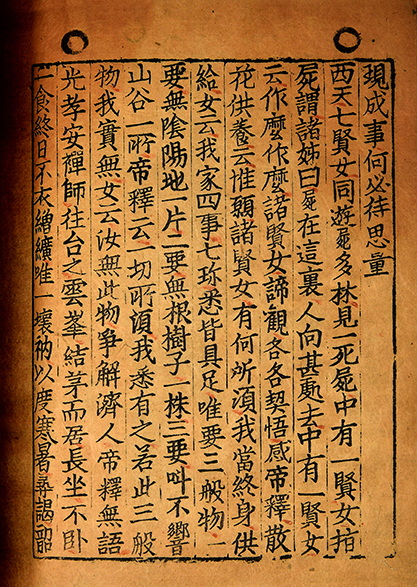 現成事何必待思量
西天七賢女同遊屍多林見一死屍中有一賢女指
屍謂諸姊曰屍在這裏人向甚處去中有一賢女
云作麽作麽諸賢女諦觀各各契悟感帝釋散
花供養云惟願諸賢女有何所湏我當終身供
給女云我家四事七珎悉皆具足唯要三般物一
要無陰陽地一片二要無根樹子一株三要叫不響
山谷一所帝釋云一切所湏我悉有之若此三般
物我實無女云汝無此物爭解濟人帝釋無語
光孝安禪師往台之雲峯結茅而居長坐不卧
一食終日不衣繒纊唯一壞衲以度寒暑尋謁韶